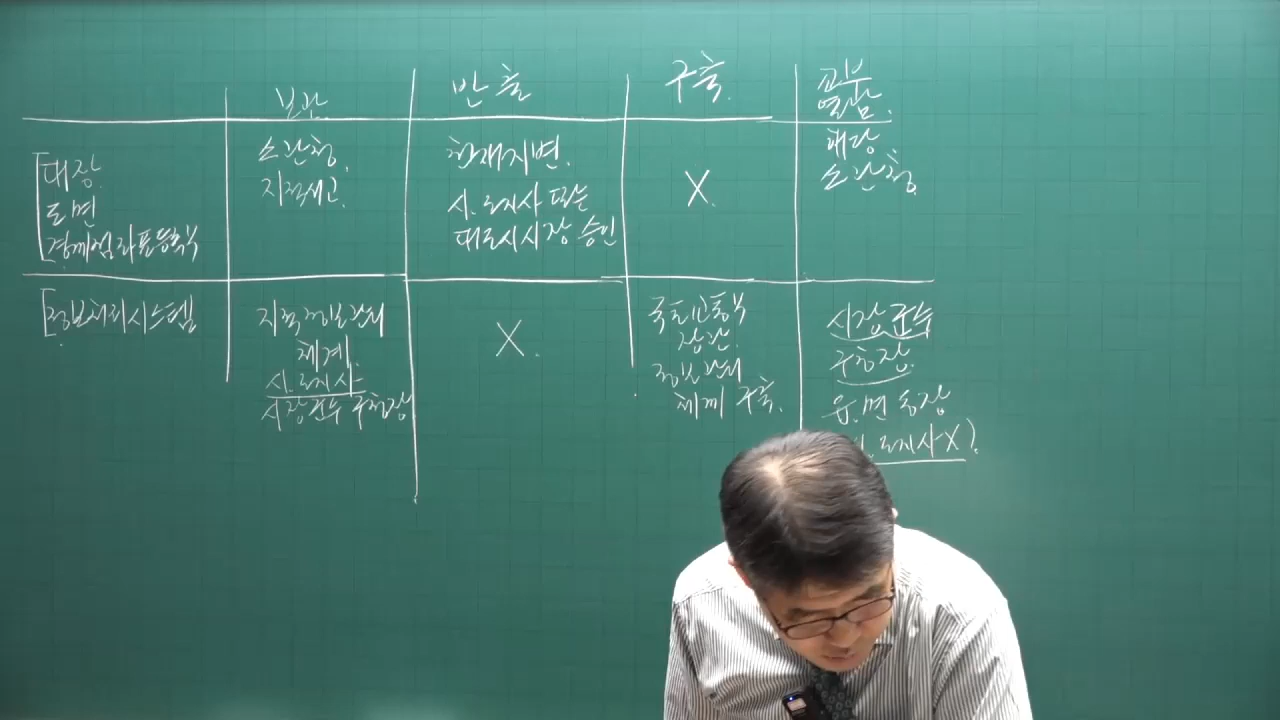 보관
반출
구축.
교부
열람.
[대장.
도면
경계점좌표등록부
소관청,
지적서고.
천재지변.
시.도지사 또는
대도시시장 승인
X.
해당
소관청.
[정보처리시스템
지적정보관리
체계.
시.도지사
시장군수 구청장
X.
국토교통부
장관.
정보관리
체계 구축.
시장.군수
구청장.
읍.면.동장
도지사X).